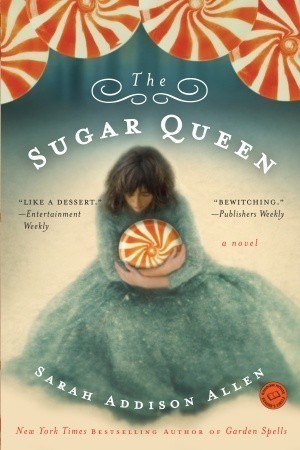 The
SUGAR QUEEN
"LIKE A DESSERT."
—Entertainment
Weekly
"BEWITCHING."
—Publishers Weekly
a novel
SARAH ADDISON ALLEN
New York Times BESTSELLING AUTHOR OF Garden Spells